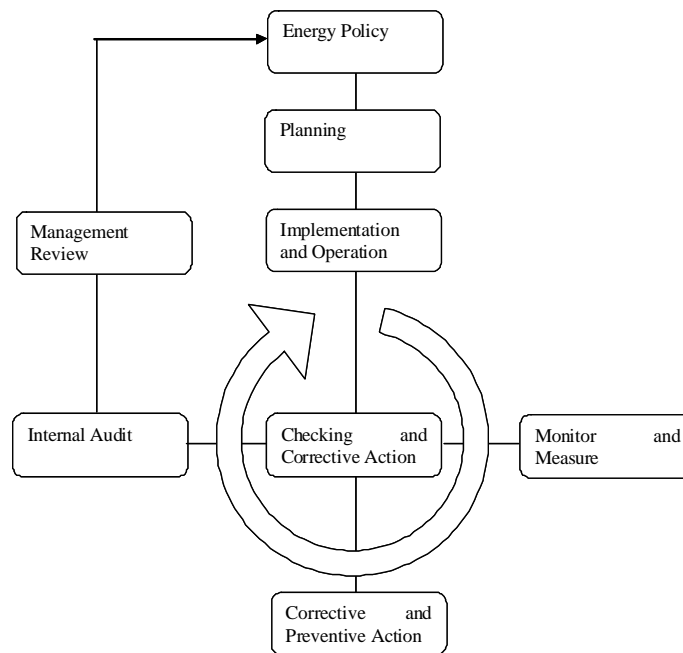 Energy Policy
Planning
Management
Review
Implementation
and Operation
Internal Audit
Checking and
Corrective Action
Monitor and
Measure
Corrective and
Preventive Action